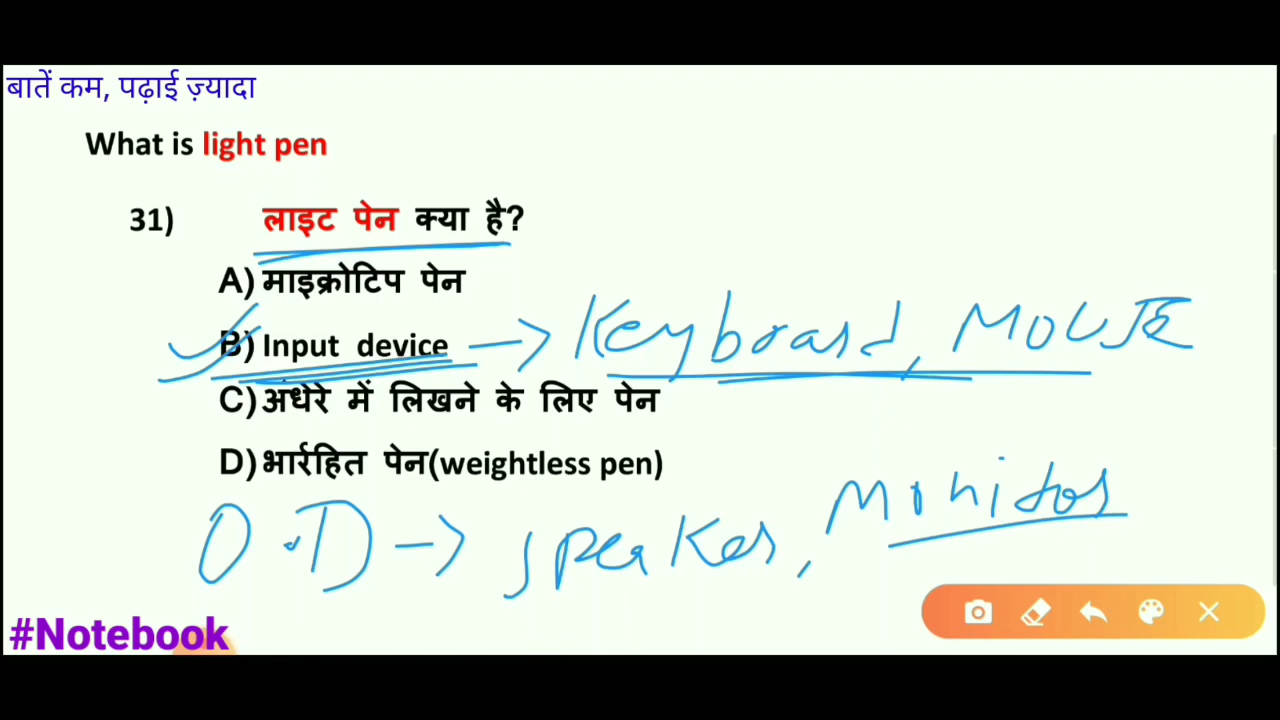 बातें कम, पढ़ाई ज़्यादा
What is light pen
31) लाइट पेन क्या है?
A) माइक्रोटिप पेन
B) Input device → Keyboard, MOUSE
C) अंधेरे में लिखने के लिए पेन
D) भार्रहित पेन(weightless pen)
O.D → speaker, Monitor
#Notebook